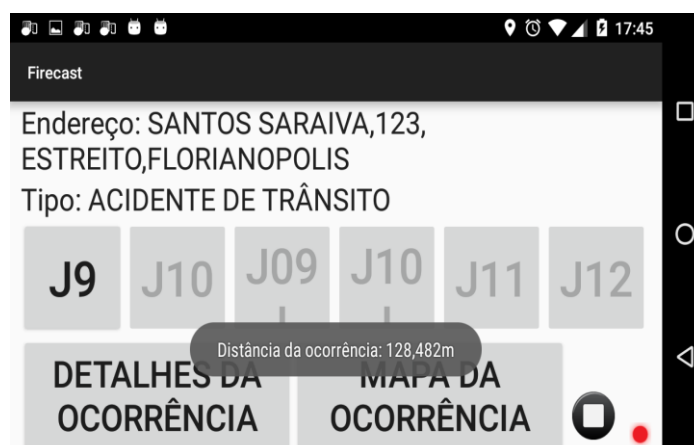 17:45
Firecast
Endereço: SANTOS SARAIVA,123,
ESTREITO,FLORIANOPOLIS
Tipo: ACIDENTE DE TRÂNSITO
J9 J10 J09 J10 J11 J12
Distância da ocorrência: 128,482m
DETALHES DA
OCORRÊNCIA
MAPA DA
OCORRÊNCIA